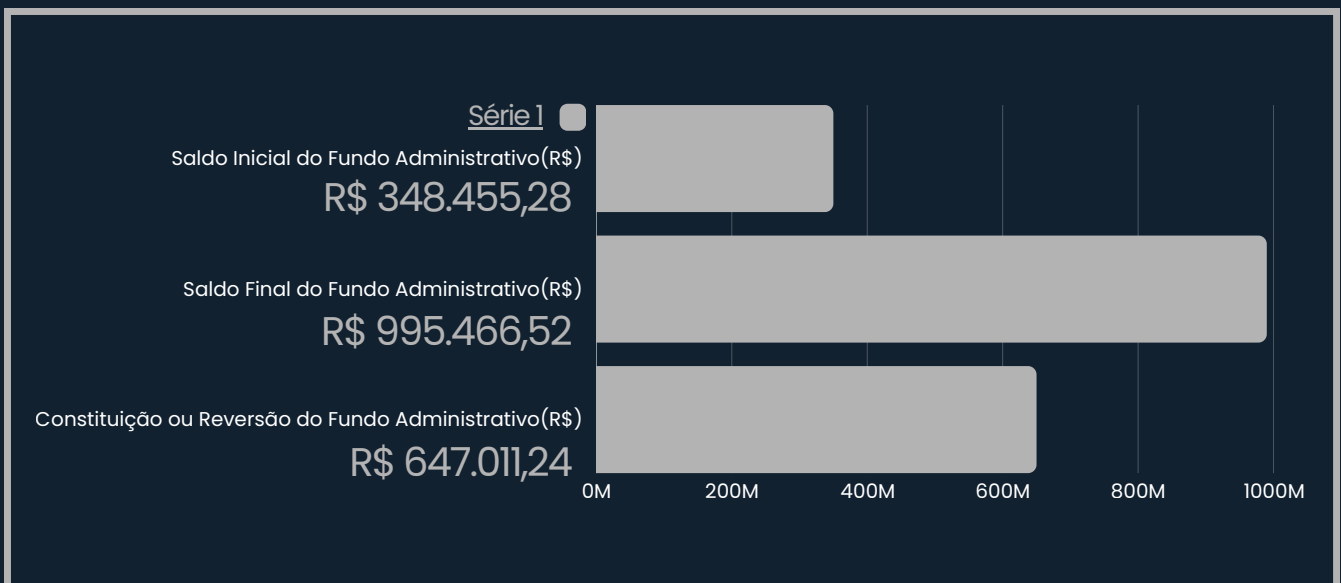 Série 1
Saldo Inicial do Fundo Administrativo(R$)
R$ 348.455,28
Saldo Final do Fundo Administrativo(R$)
R$ 995.466,52
Constituição ou Reversão do Fundo Administrativo(R$)
R$ 647.011,24
0M 200M 400M 600M 800M 1000M